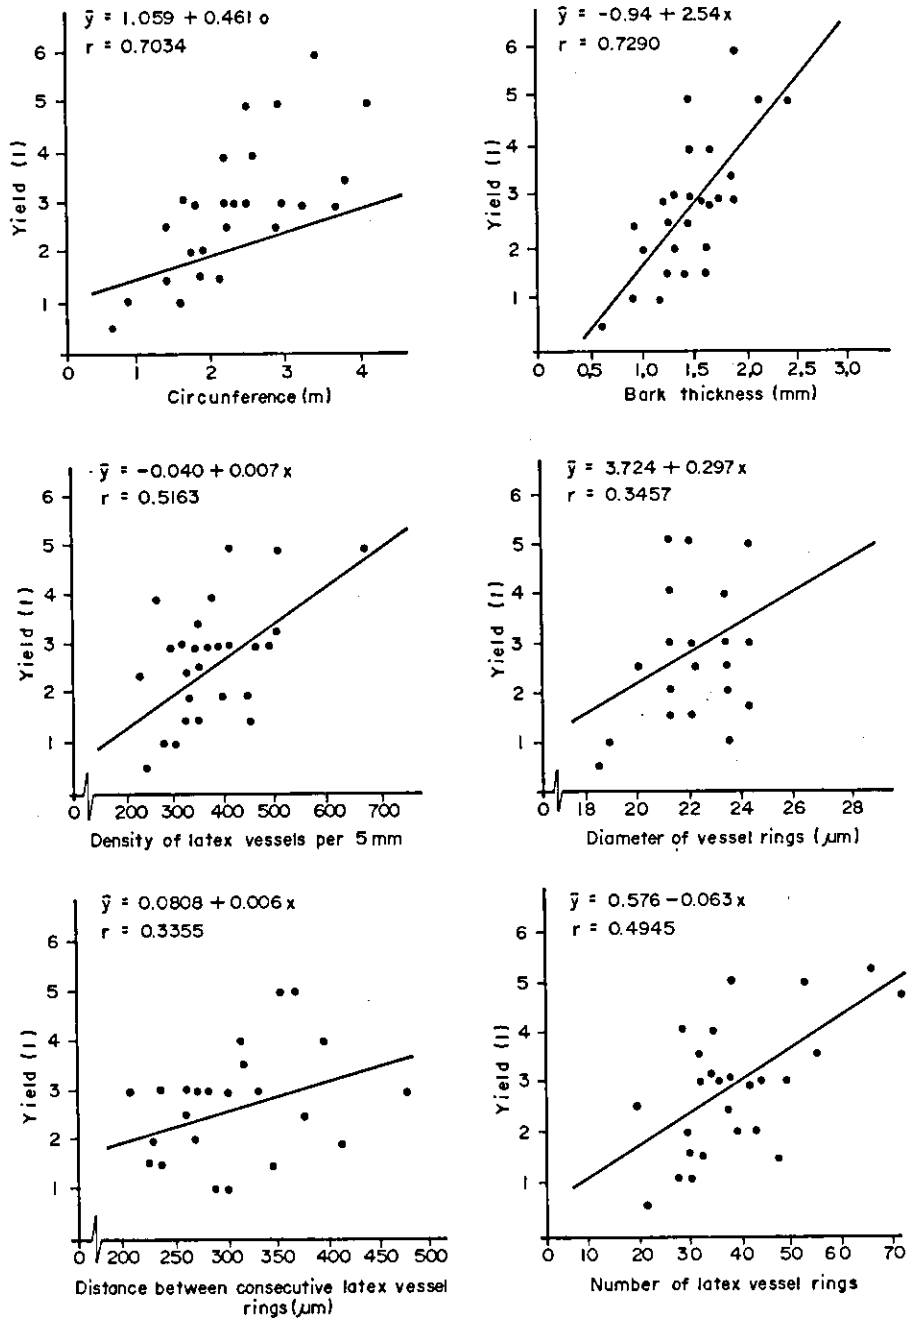 ȳ = 1.059 + 0.461 o
r = 0.7034
6
5
4
3
2
1
Yield (l)
0 1 2 3 4
Circunference (m)
ȳ = -0.94 + 2.54 x
r = 0.7290
6
5
4
3
2
1
Yield (l)
0 0,5 1,0 1,5 2,0 2,5 3,0
Bark thickness (mm)
ȳ = -0.040 + 0.007 x
r = 0.5163
6
5
4
3
2
1
Yield (l)
0 200 300 400 500 600 700
Density of latex vessels per 5 mm
ȳ = 3.724 + 0.297 x
r = 0.3457
6
5
4
3
2
1
Yield (l)
0 18 20 22 24 26 28
Diameter of vessel rings (µm)
ȳ = 0.0808 + 0.006 x
r = 0.3355
6
5
4
3
2
1
Yield (l)
0 200 250 300 350 400 450 500
Distance between consecutive latex vessel
rings (µm)
ȳ = 0.576 - 0.063 x
r = 0.4945
6
5
4
3
2
1
Yield (l)
0 10 20 30 40 50 60 70
Number of latex vessel rings